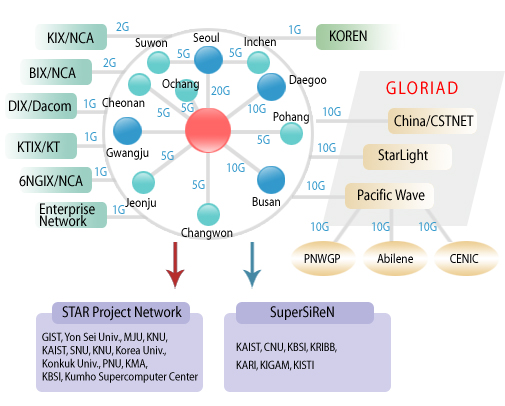 KIX/NCA
2G
Suwon
Seoul
Inchen
1G
KOREN
5G
5G
BIX/NCA
2G
5G
Ochang
20G
Daegoo
GLORIAD
DIX/Dacom
1G
Cheonan
5G
10G
Pohang
10G
China/CSTNET
KTIX/KT
1G
Gwangju
5G
5G
10G
StarLight
6NGIX/NCA
1G
Jeonju
5G
10G
Busan
10G
Pacific Wave
Enterprise
Network
1G
5G
Changwon
10G
10G
10G
PNWGP
Abilene
CENIC
STAR Project Network
GIST, Yon Sei Univ., MJU, KNU,
KAIST, SNU, KNU, Korea Univ.,
Konkuk Univ., PNU, KMA,
KBSI, Kumho Supercomputer Center
SuperSiReN
KAIST, CNU, KBSI, KRIBB,
KARI, KIGAM, KISTI